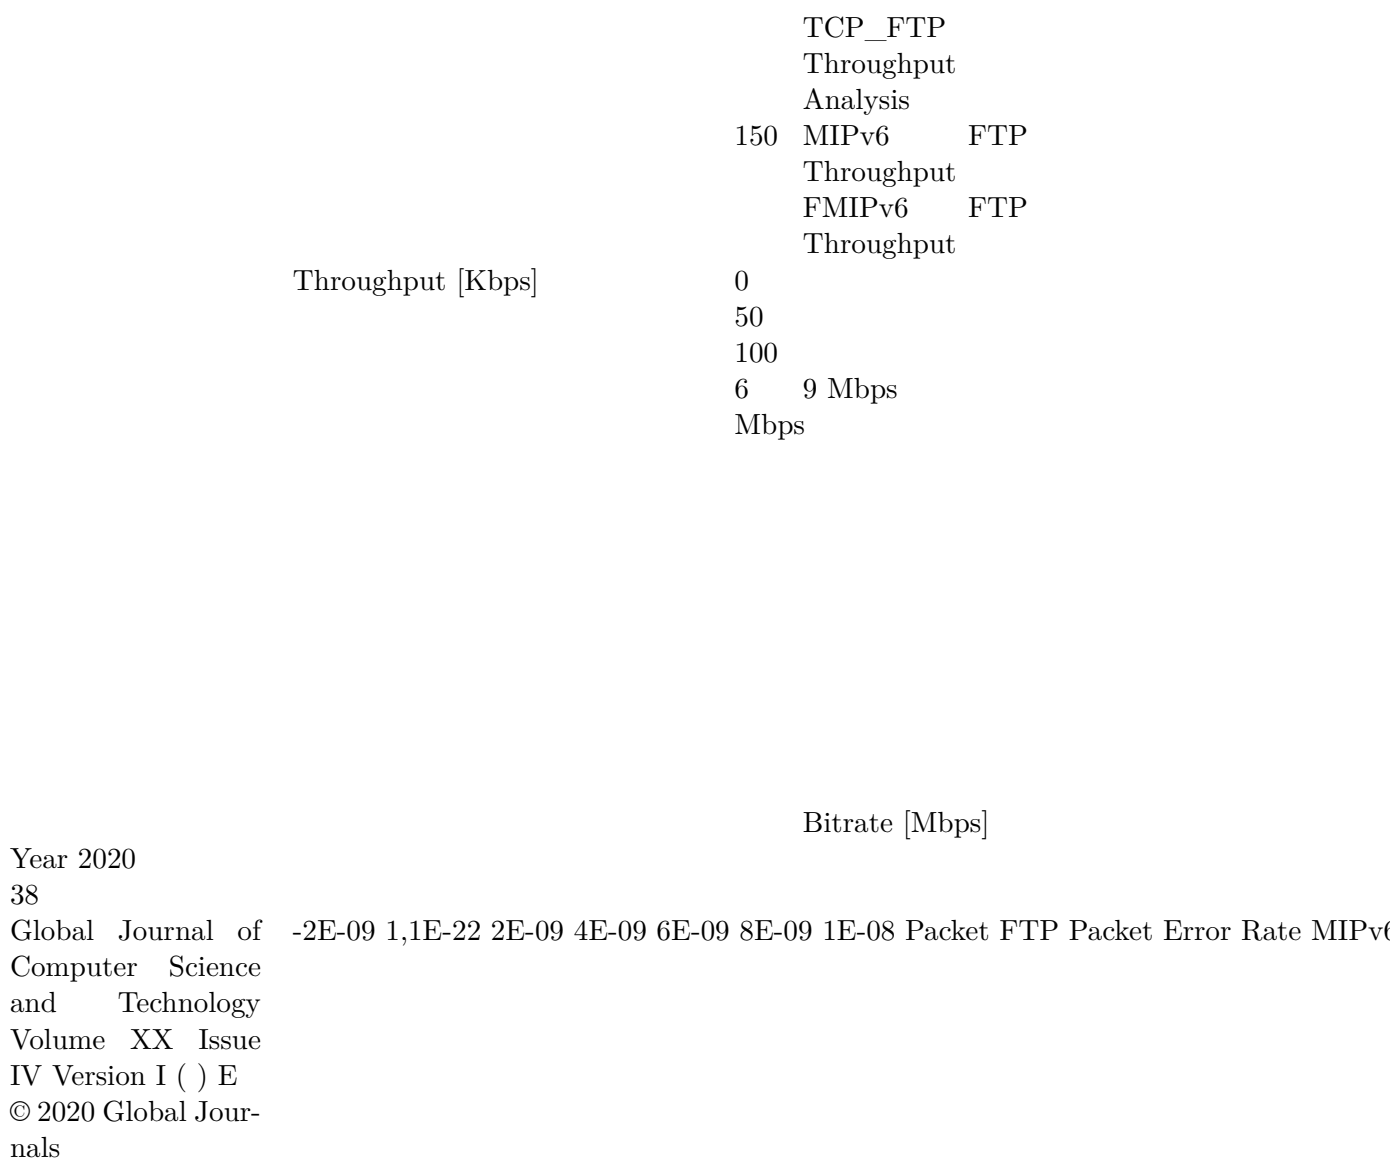 TCP_FTP
Throughput
Analysis
150 MIPv6 FTP
Throughput
FMIPv6 FTP
Throughput
Throughput [Kbps] 0
50
100
6 9 Mbps
Mbps
Bitrate [Mbps]
Year 2020
38
Global Journal of -2E-09 1,1E-22 2E-09 4E-09 6E-09 8E-09 1E-08 Packet FTP Packet Error Rate MIPv6
Computer Science
and Technology
Volume XX Issue
IV Version I ( ) E
© 2020 Global Jour-
nals